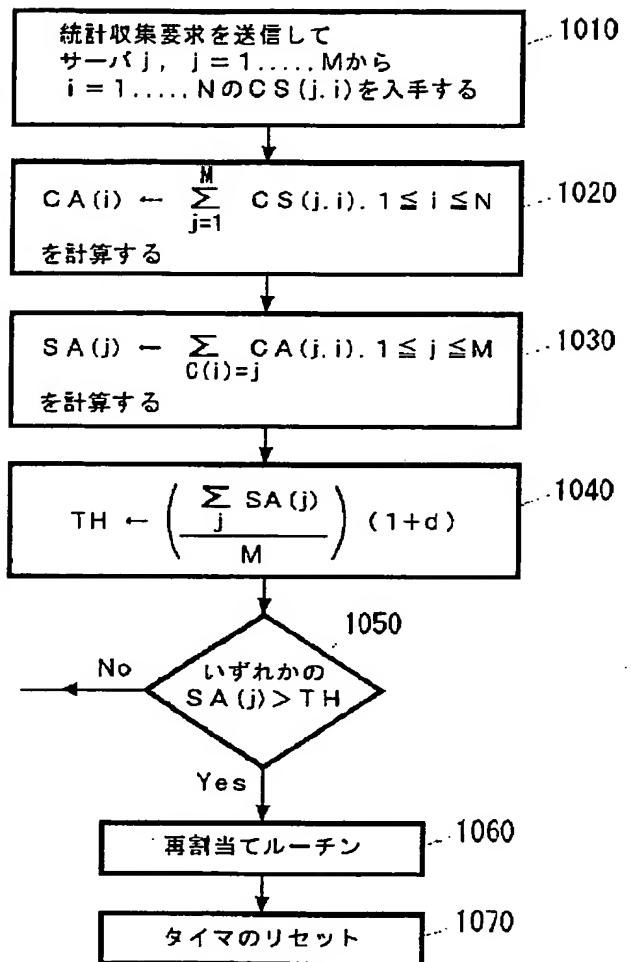 統計収集要求を送信して
サーバj, j=1.....Mから
i=1.....NのCS(j.i)を入手する
1010
CA(i) ← M∑j=1 CS(j.i). 1≦i≦N
を計算する
1020
SA(j) ← ∑C(i)=j CA(j.i). 1≦j≦M
を計算する
1030
TH ← (∑j SA(j) / M) (1+d)
1040
1050
いずれかの
SA(j)>TH
No
Yes
再割当てルーチン
1060
タイマのリセット
1070